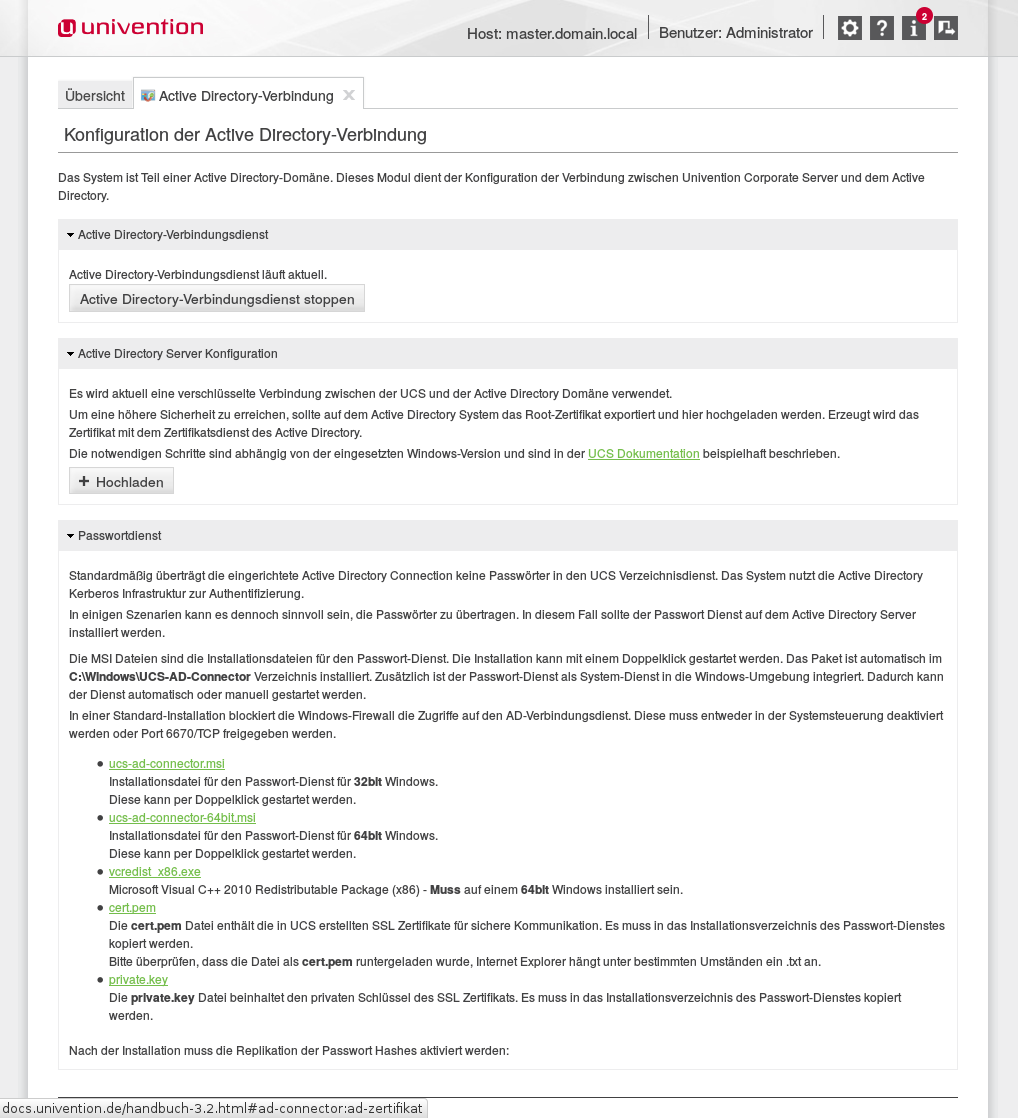 univention
Host: master.domain.local
Benutzer: Administrator
2
Übersicht
Active Directory-Verbindung
Konfiguration der Active Directory-Verbindung
Das System ist Teil einer Active Directory-Domäne. Dieses Modul dient der Konfiguration der Verbindung zwischen Univention Corporate Server und dem Active
Directory.
Active Directory-Verbindungsdienst
Active Directory-Verbindungsdienst läuft aktuell.
Active Directory-Verbindungsdienst stoppen
Active Directory Server Konfiguration
Es wird aktuell eine verschlüsselte Verbindung zwischen der UCS und der Active Directory Domäne verwendet.
Um eine höhere Sicherheit zu erreichen, sollte auf dem Active Directory System das Root-Zertifikat exportiert und hier hochgeladen werden. Erzeugt wird das
Zertifikat mit dem Zertifikatsdienst des Active Directory.
Die notwendigen Schritte sind abhängig von der eingesetzten Windows-Version und sind in der UCS Dokumentation beispielhaft beschrieben.
+ Hochladen
Passwortdienst
Standardmäßig überträgt die eingerichtete Active Directory Connection keine Passwörter in den UCS Verzeichnisdienst. Das System nutzt die Active Directory
Kerberos Infrastruktur zur Authentifizierung.
In einigen Szenarien kann es dennoch sinnvoll sein, die Passwörter zu übertragen. In diesem Fall sollte der Passwort Dienst auf dem Active Directory Server
installiert werden.
Die MSI Dateien sind die Installationsdateien für den Passwort-Dienst. Die Installation kann mit einem Doppelklick gestartet werden. Das Paket ist automatisch im
C:\Windows\UCS-AD-Connector Verzeichnis installiert. Zusätzlich ist der Passwort-Dienst als System-Dienst in die Windows-Umgebung integriert. Dadurch kann
der Dienst automatisch oder manuell gestartet werden.
In einer Standard-Installation blockiert die Windows-Firewall die Zugriffe auf den AD-Verbindungsdienst. Diese muss entweder in der Systemsteuerung deaktiviert
werden oder Port 6670/TCP freigegeben werden.
• ucs-ad-connector.msi
Installationsdatei für den Passwort-Dienst für 32bit Windows.
Diese kann per Doppelklick gestartet werden.
• ucs-ad-connector-64bit.msi
Installationsdatei für den Passwort-Dienst für 64bit Windows.
Diese kann per Doppelklick gestartet werden.
• vcredist_x86.exe
Microsoft Visual C++ 2010 Redistributable Package (x86) - Muss auf einem 64bit Windows installiert sein.
• cert.pem
Die cert.pem Datei enthält die in UCS erstellten SSL Zertifikate für sichere Kommunikation. Es muss in das Installationsverzeichnis des Passwort-Dienstes
kopiert werden.
Bitte überprüfen, dass die Datei als cert.pem runtergeladen wurde, Internet Explorer hängt unter bestimmten Umständen ein .txt an.
• private.key
Die private.key Datei beinhaltet den privaten Schlüssel des SSL Zertifikats. Es muss in das Installationsverzeichnis des Passwort-Dienstes kopiert
werden.
Nach der Installation muss die Replikation der Passwort Hashes aktiviert werden:
docs.univention.de/handbuch-3.2.html#ad-connector:ad-zertifikat